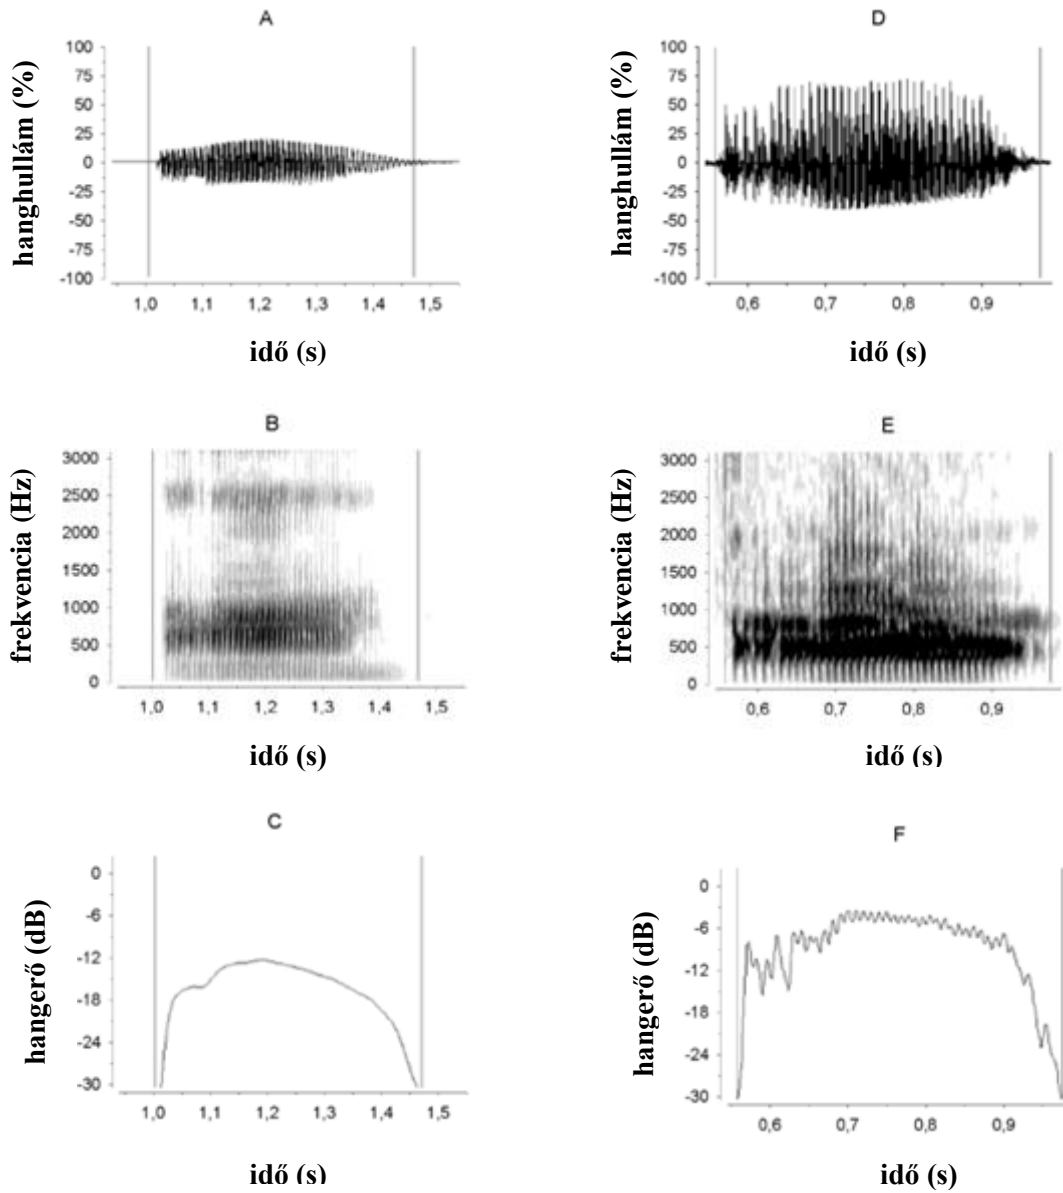 A
hanghullám (%)
100
75
50
25
0
-25
-50
-75
-100
1,0 1,1 1,2 1,3 1,4 1,5
idő (s)
D
hanghullám (%)
100
75
50
25
0
-25
-50
-75
-100
0,6 0,7 0,8 0,9
idő (s)
B
frekvencia (Hz)
3000
2500
2000
1500
1000
500
0
1,0 1,1 1,2 1,3 1,4 1,5
idő (s)
E
frekvencia (Hz)
3000
2500
2000
1500
1000
500
0
0,6 0,7 0,8 0,9
idő (s)
C
hangerő (dB)
0
-6
-12
-18
-24
-30
1,0 1,1 1,2 1,3 1,4 1,5
idő (s)
F
hangerő (dB)
0
-6
-12
-18
-24
-30
0,6 0,7 0,8 0,9
idő (s)